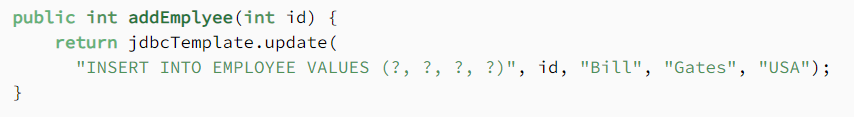 public int addEmplyee(int id) {
    return jdbcTemplate.update(
      "INSERT INTO EMPLOYEE VALUES (?, ?, ?, ?)", id, "Bill", "Gates", "USA");
}